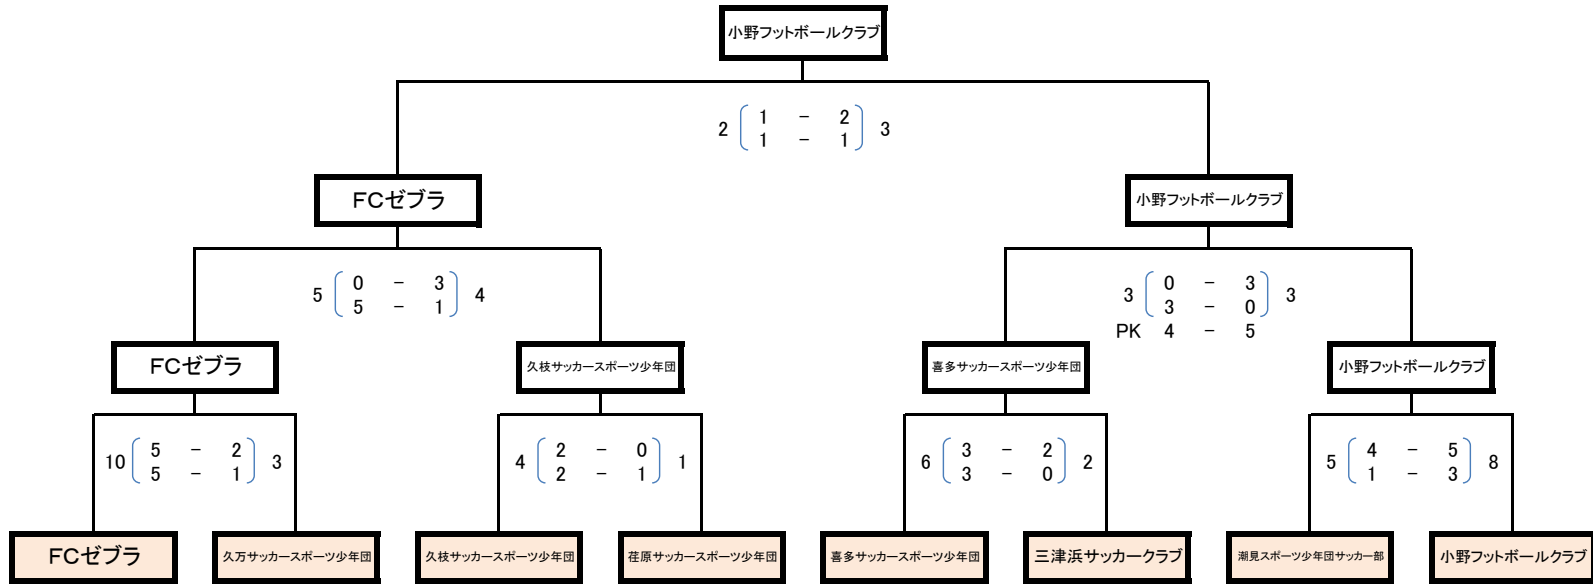 小野フットボールクラブ
1 － 2
2 3
1 － 1
FCゼブラ 小野フットボールクラブ
0 － 3 0 － 3
5 4 3 3
5 － 1 3 － 0
PK 4 － 5
FCゼブラ 久枝サッカースポーツ少年団 喜多サッカースポーツ少年団 小野フットボールクラブ
5 － 2 2 － 0 3 － 2 4 － 5
10 3 4 1 6 2 5 8
5 － 1 2 － 1 3 － 0 1 － 3
FCゼブラ 久万サッカースポーツ少年団 久枝サッカースポーツ少年団 荏原サッカースポーツ少年団 喜多サッカースポーツ少年団 三津浜サッカークラブ 潮見スポーツ少年団サッカー部 小野フットボールクラブ